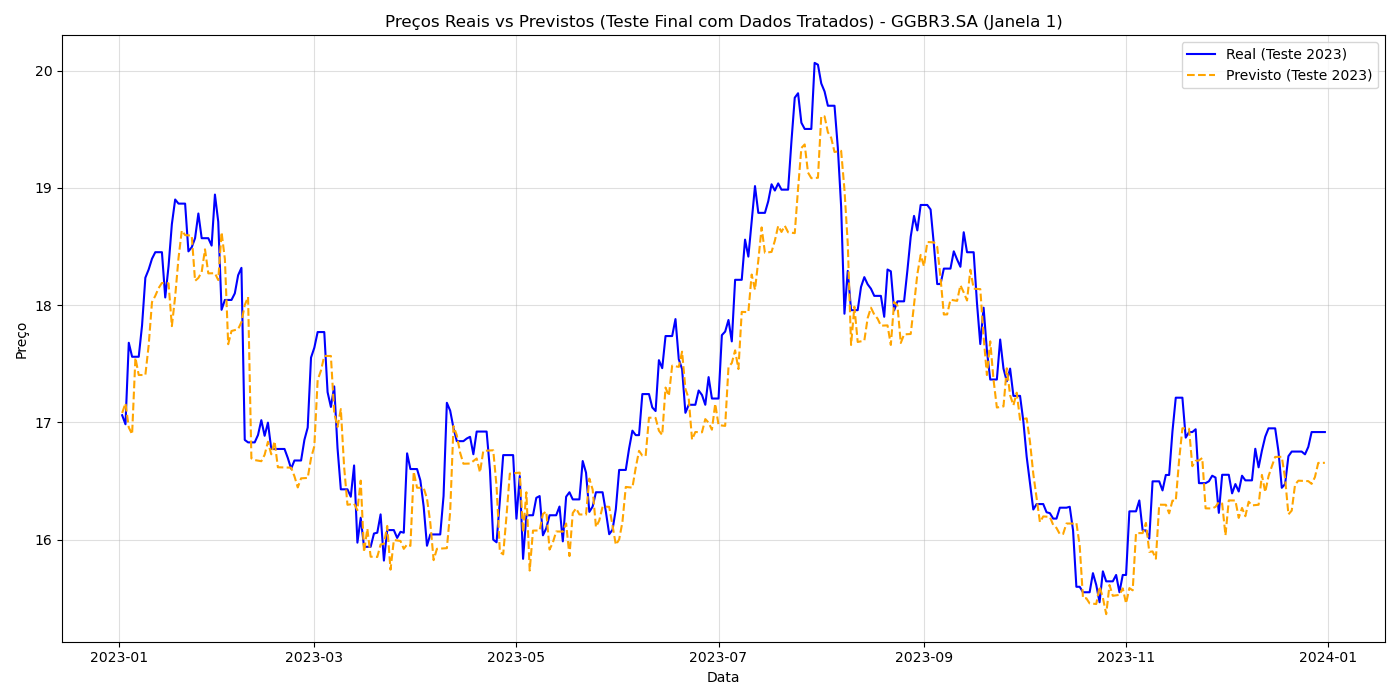 Preços Reais vs Previstos (Teste Final com Dados Tratados) - GGBR3.SA (Janela 1)
Real (Teste 2023)
Previsto (Teste 2023)
Preço
20
19
18
17
16
2023-01
2023-03
2023-05
2023-07
2023-09
2023-11
2024-01
Data